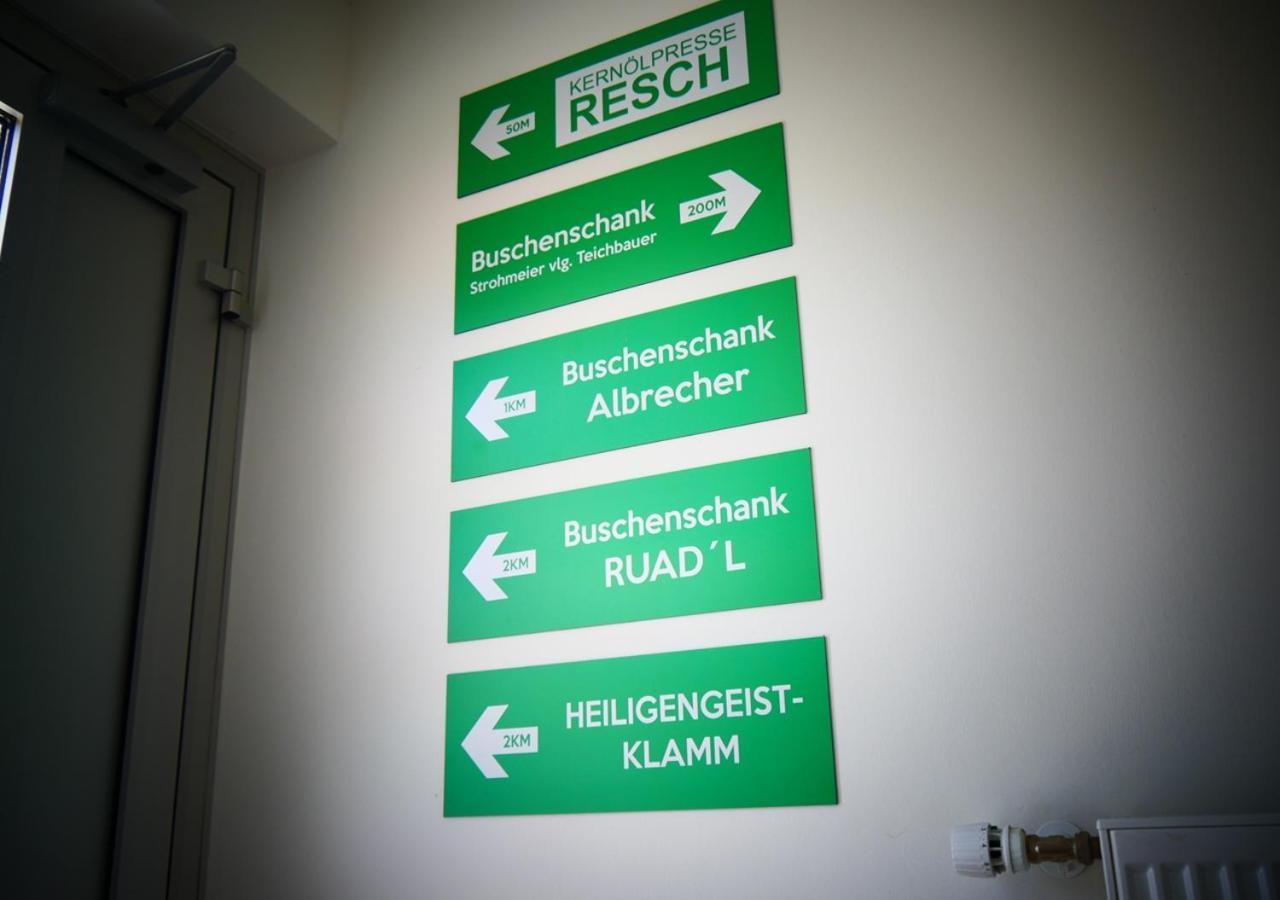 50M
KERNÖLPRESSE
RESCH
Buschenschank
Strohmeier vlg. Teichbauer
200M
Buschenschank
Albrecher
1KM
Buschenschank
RUAD´L
2KM
HEILIGENGEIST-
KLAMM
2KM